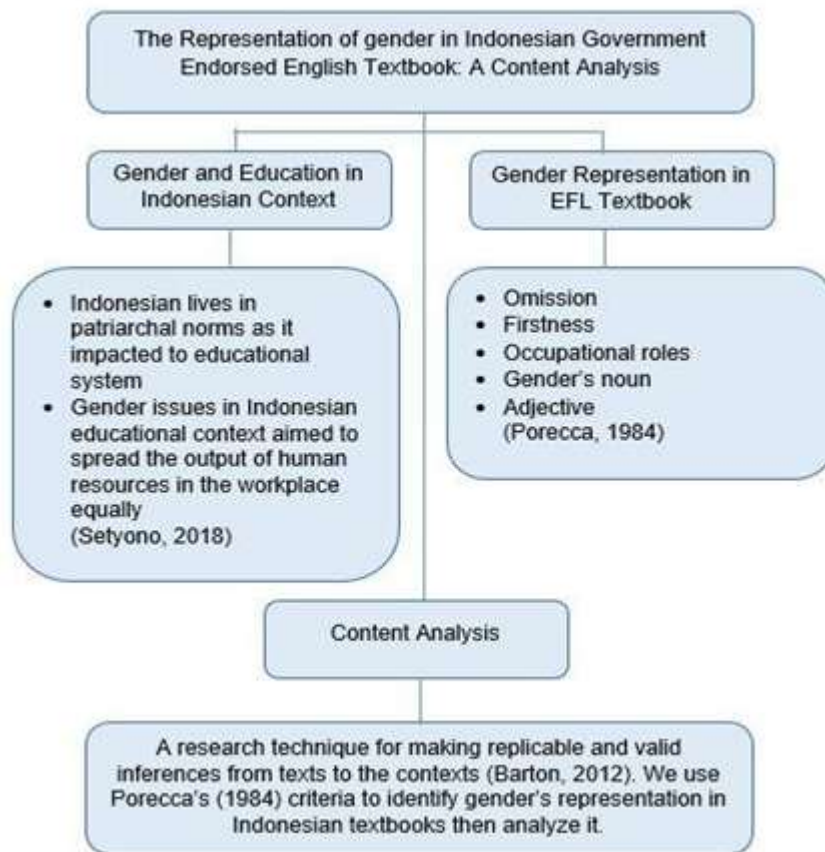 The Representation of gender in Indonesian Government
Endorsed English Textbook: A Content Analysis
Gender and Education in
Indonesian Context
Gender Representation in
EFL Textbook
• Indonesian lives in
patriarchal norms as it
impacted to educational
system
• Gender issues in Indonesian
educational context aimed to
spread the output of human
resources in the workplace
equally
(Setyono, 2018)
• Omission
• Firstness
• Occupational roles
• Gender's noun
• Adjective
(Porecca, 1984)
Content Analysis
A research technique for making replicable and valid
inferences from texts to the contexts (Barton, 2012). We use
Porecca's (1984) criteria to identify gender's representation in
Indonesian textbooks then analyze it.